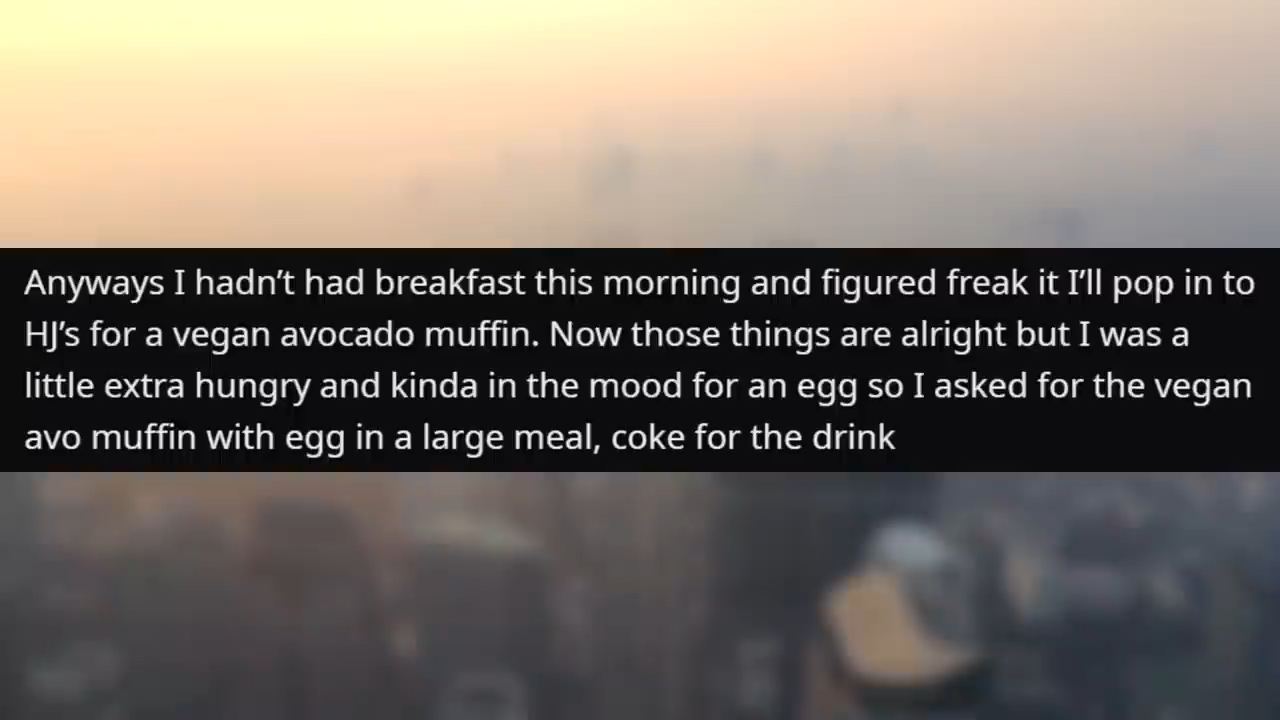 Anyways I hadn’t had breakfast this morning and figured freak it I’ll pop in to
HJ’s for a vegan avocado muffin. Now those things are alright but I was a
little extra hungry and kinda in the mood for an egg so I asked for the vegan
avo muffin with egg in a large meal, coke for the drink